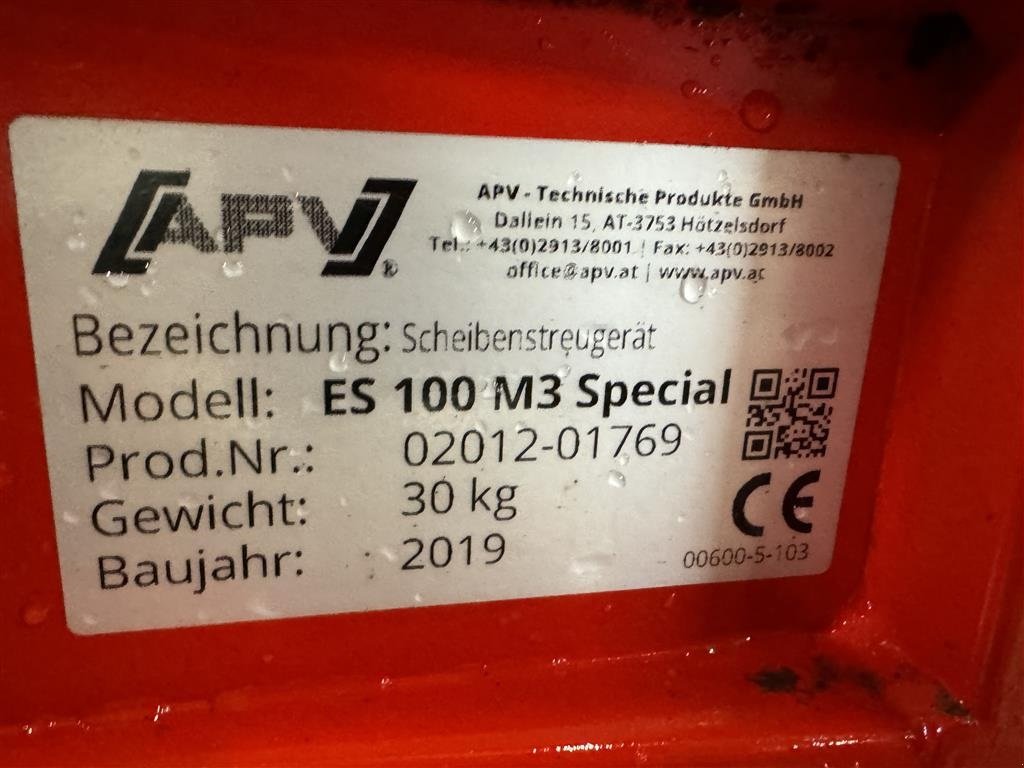 [APV]®
APV - Technische Produkte GmbH
Dallein 15, AT-3753 Hötzelsdorf
Tel.: +43(0)2913/8001 | Fax: +43(0)2913/8002
office@apv.at | www.apv.at
Bezeichnung: Scheibenstreugerät
Modell: ES 100 M3 Special
Prod.Nr.: 02012-01769
Gewicht: 30 kg
CE
Baujahr: 2019
00600-5-103